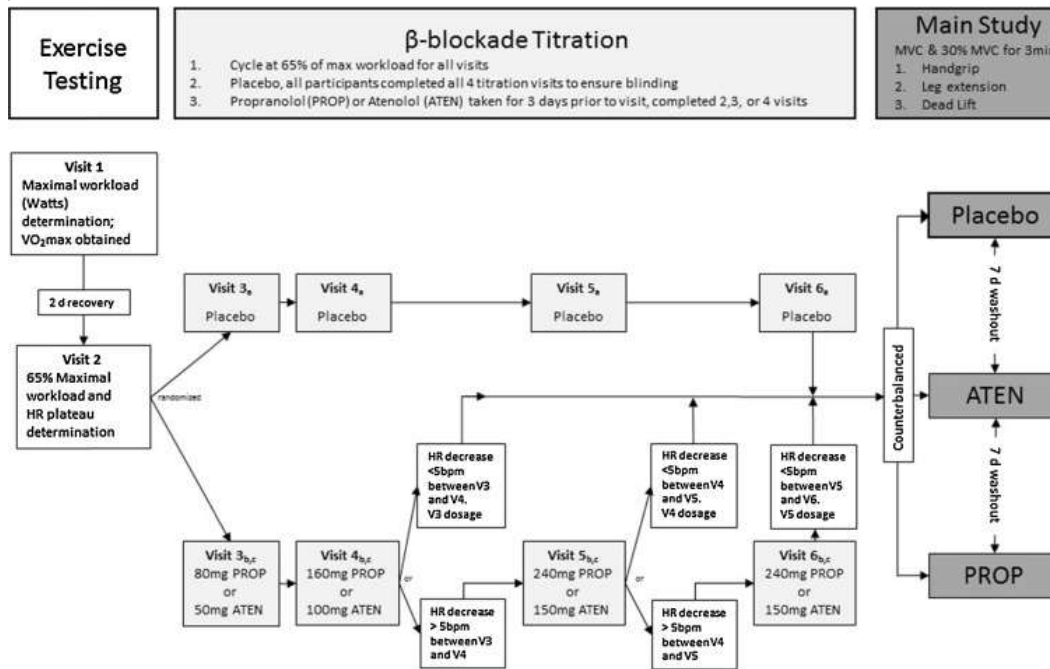 Exercise
Testing
β-blockade Titration
1. Cycle at 65% of max workload for all visits
2. Placebo, all participants completed all 4 titration visits to ensure blinding
3. Propranolol (PROP) or Atenolol (ATEN) taken for 3 days prior to visit, completed 2,3, or 4 visits
Main Study
MVC & 30% MVC for 3min
1. Handgrip
2. Leg extension
3. Dead Lift
Visit 1
Maximal workload
(Watts)
determination;
VO₂max obtained
2 d recovery
Visit 2
65% Maximal
workload and
HR plateau
determination
randomized
Visit 3ₐ
Placebo
Visit 4ₐ
Placebo
Visit 5ₐ
Placebo
Visit 6ₐ
Placebo
Visit 3b,c
80mg PROP
or
50mg ATEN
Visit 4b,c
160mg PROP
or
100mg ATEN
or
HR decrease
<5bpm
between V3
and V4.
V3 dosage
HR decrease
> 5bpm
between V3
and V4
Visit 5b,c
240mg PROP
or
150mg ATEN
or
HR decrease
<5bpm
between V4
and V5.
V4 dosage
HR decrease
> 5bpm
between V4
and V5
HR decrease
<5bpm
between V5
and V6.
V5 dosage
Visit 6b,c
240mg PROP
or
150mg ATEN
Counterbalanced
Placebo
7 d washout
ATEN
7 d washout
PROP